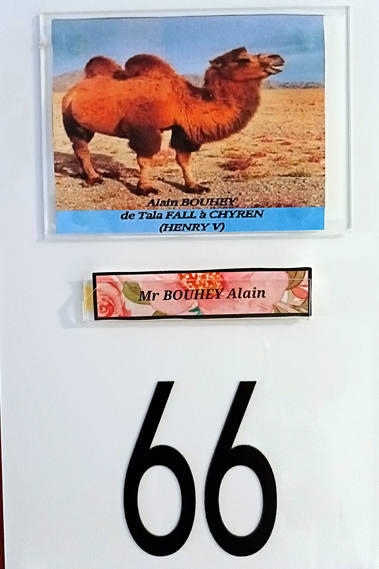 Alain BOUHEY
de Tala FALL à CHYREN
(HENRY V)
Mr BOUHEY Alain
66